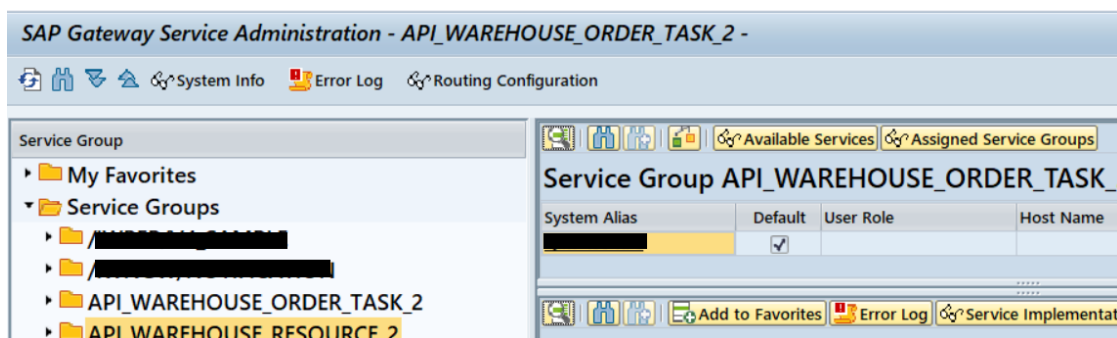 SAP Gateway Service Administration - API_WAREHOUSE_ORDER_TASK_2 -
System Info Error Log Routing Configuration
Service Group
My Favorites
Service Groups
API_WAREHOUSE_ORDER_TASK_2
API_WAREHOUSE_RESOURCE_2
Available Services Assigned Service Groups
Service Group API_WAREHOUSE_ORDER_TASK_
System Alias Default User Role Host Name
Add to Favorites Error Log Service Implementat